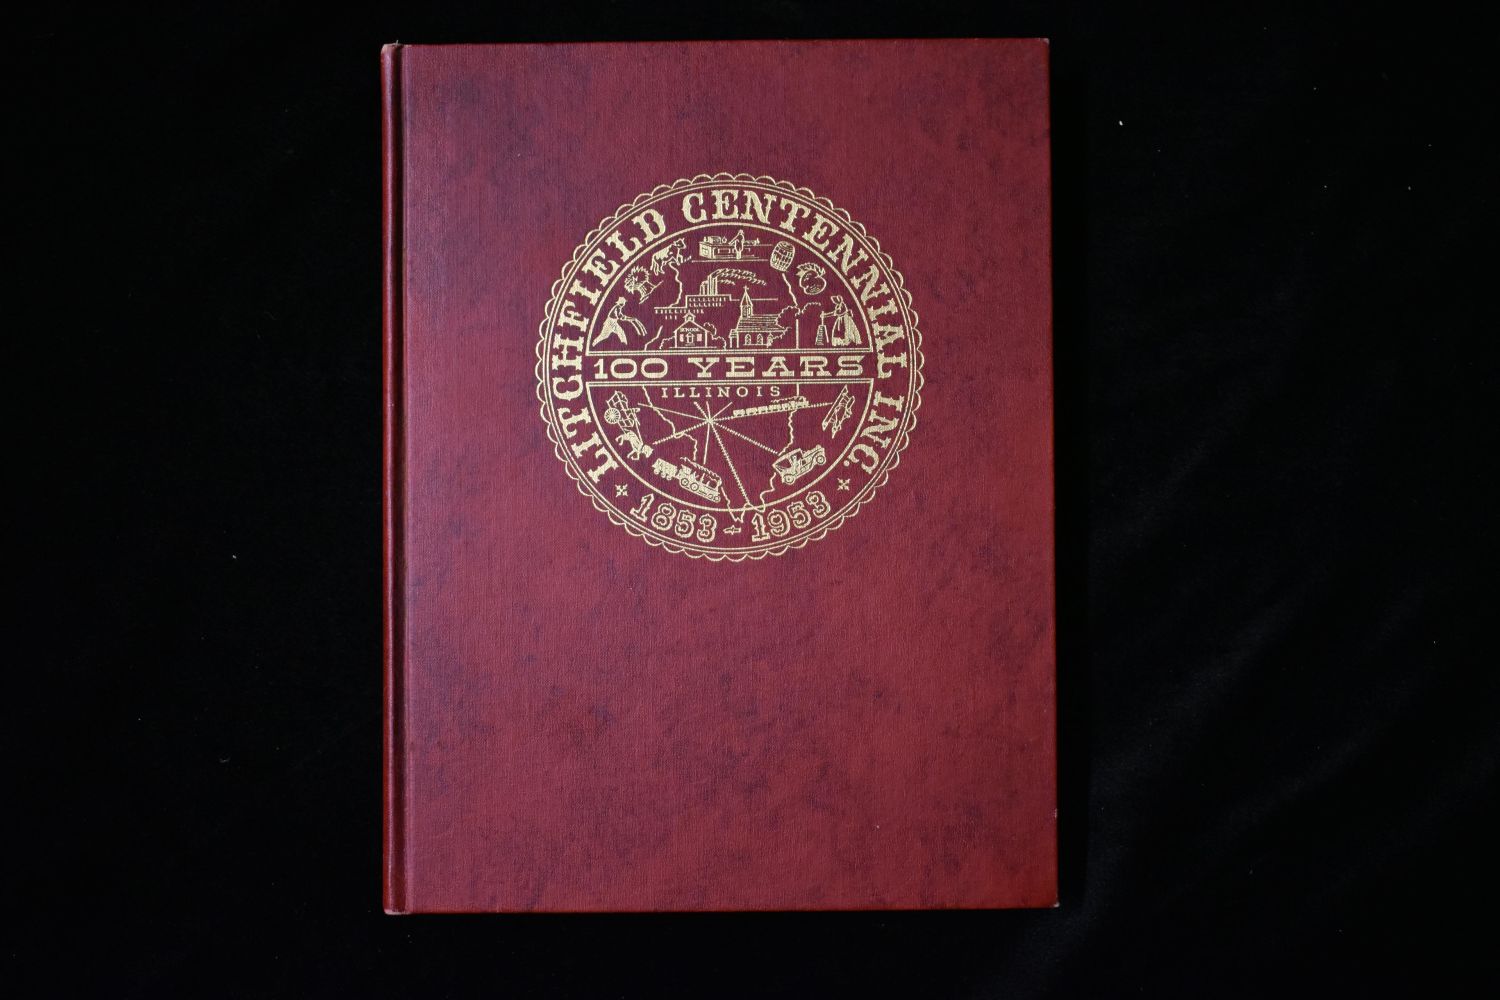 LITCHFIELD CENTENNIAL INC.
SCHOOL
100 YEARS
ILLINOIS
1853-1953